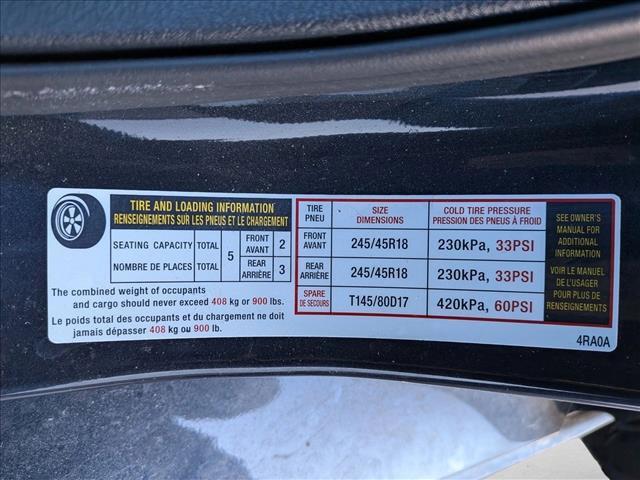 TIRE AND LOADING INFORMATION
RENSEIGNEMENTS SUR LES PNEUS ET LE CHARGEMENT
SEATING CAPACITY TOTAL 5 FRONT AVANT 2
NOMBRE DE PLACES TOTAL REAR ARRIÈRE 3
The combined weight of occupants
and cargo should never exceed 408 kg or 900 lbs.
Le poids total des occupants et du chargement ne doit
jamais dépasser 408 kg ou 900 lb.
TIRE PNEU SIZE DIMENSIONS COLD TIRE PRESSURE PRESSION DES PNEUS À FROID
FRONT AVANT 245/45R18 230kPa, 33PSI
REAR ARRIÈRE 245/45R18 230kPa, 33PSI
SPARE DE SECOURS T145/80D17 420kPa, 60PSI
SEE OWNER'S
MANUAL FOR
ADDITIONAL
INFORMATION
VOIR LE MANUEL
DE L'USAGER
POUR PLUS DE
RENSEIGNEMENTS
4RA0A